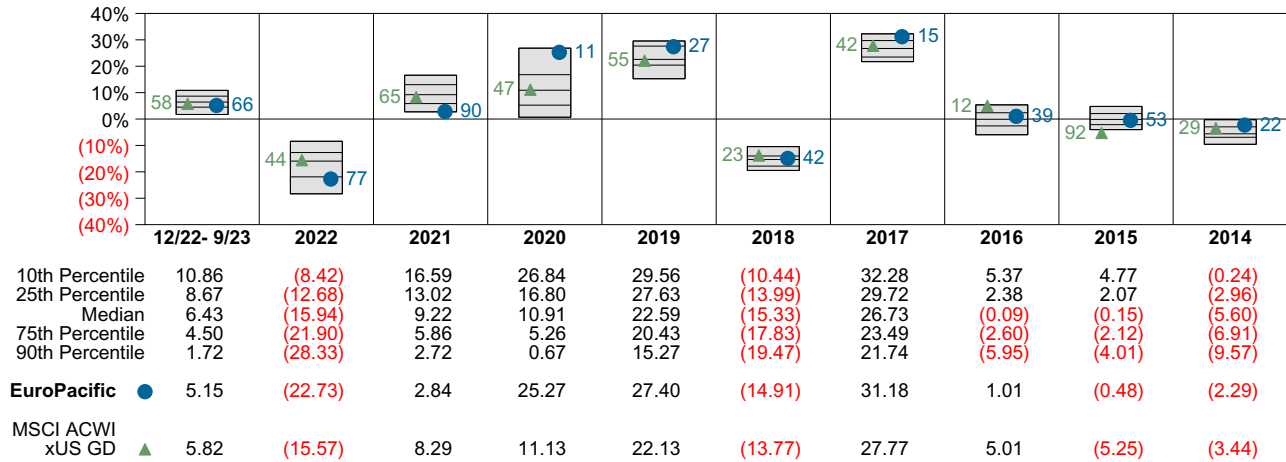 40%
30%
20%
10%
0%
(10%)
(20%)
(30%)
(40%)
58 66
44 77
65 90
47 11
55 27
23 42
42 15
12 39
92 53
29 22
12/22- 9/23 2022 2021 2020 2019 2018 2017 2016 2015 2014
10th Percentile 10.86 (8.42) 16.59 26.84 29.56 (10.44) 32.28 5.37 4.77 (0.24)
25th Percentile 8.67 (12.68) 13.02 16.80 27.63 (13.99) 29.72 2.38 2.07 (2.96)
Median 6.43 (15.94) 9.22 10.91 22.59 (15.33) 26.73 (0.09) (0.15) (5.60)
75th Percentile 4.50 (21.90) 5.86 5.26 20.43 (17.83) 23.49 (2.60) (2.12) (6.91)
90th Percentile 1.72 (28.33) 2.72 0.67 15.27 (19.47) 21.74 (5.95) (4.01) (9.57)
EuroPacific 5.15 (22.73) 2.84 25.27 27.40 (14.91) 31.18 1.01 (0.48) (2.29)
MSCI ACWI
xUS GD 5.82 (15.57) 8.29 11.13 22.13 (13.77) 27.77 5.01 (5.25) (3.44)